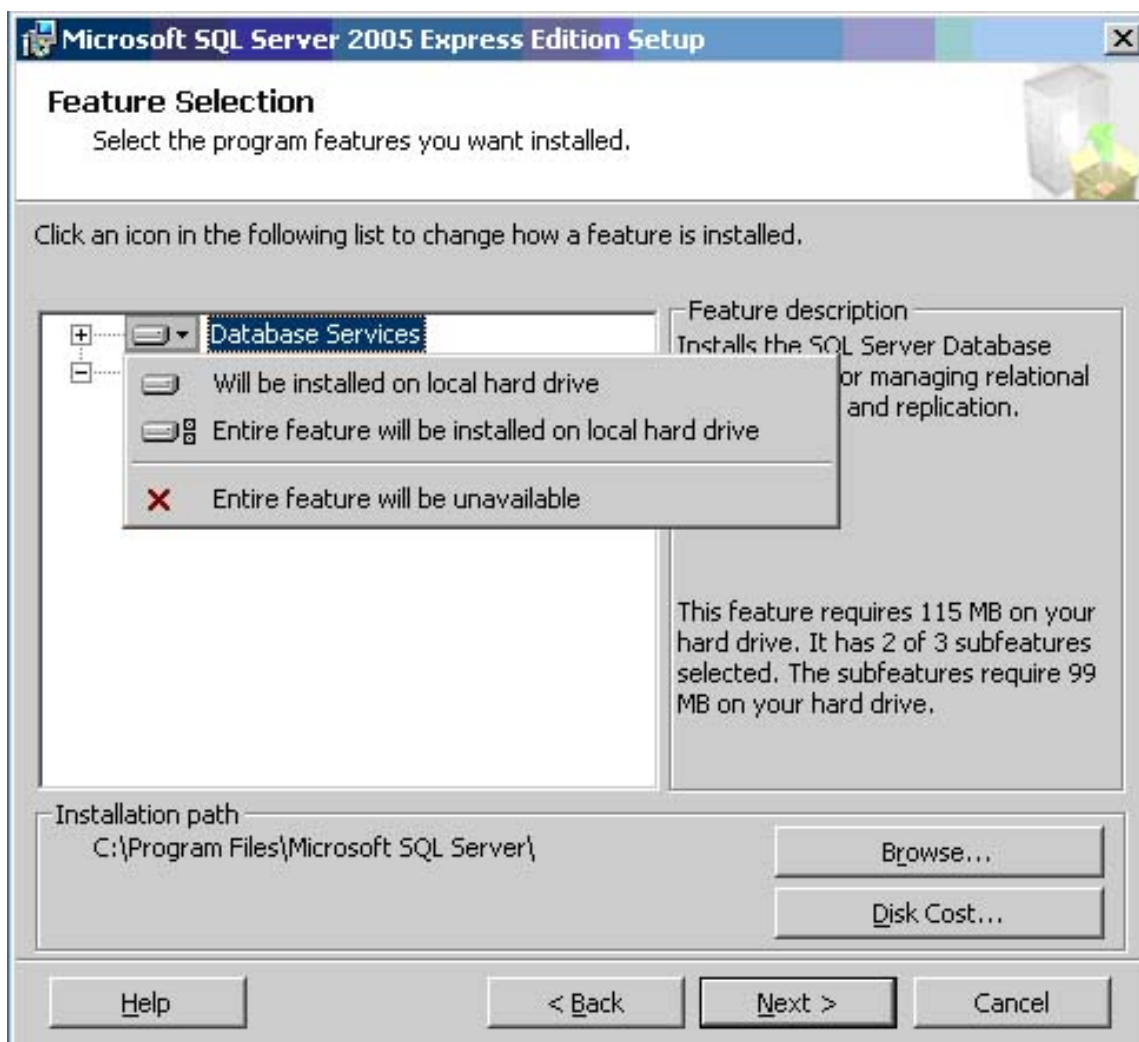 Microsoft SQL Server 2005 Express Edition Setup
Feature Selection
Select the program features you want installed.
Click an icon in the following list to change how a feature is installed.
Database Services
Will be installed on local hard drive
Entire feature will be installed on local hard drive
Entire feature will be unavailable
Feature description
Installs the SQL Server Database
or managing relational
and replication.
This feature requires 115 MB on your
hard drive. It has 2 of 3 subfeatures
selected. The subfeatures require 99
MB on your hard drive.
Installation path
C:\Program Files\Microsoft SQL Server\
Browse...
Disk Cost...
Help
< Back
Next >
Cancel